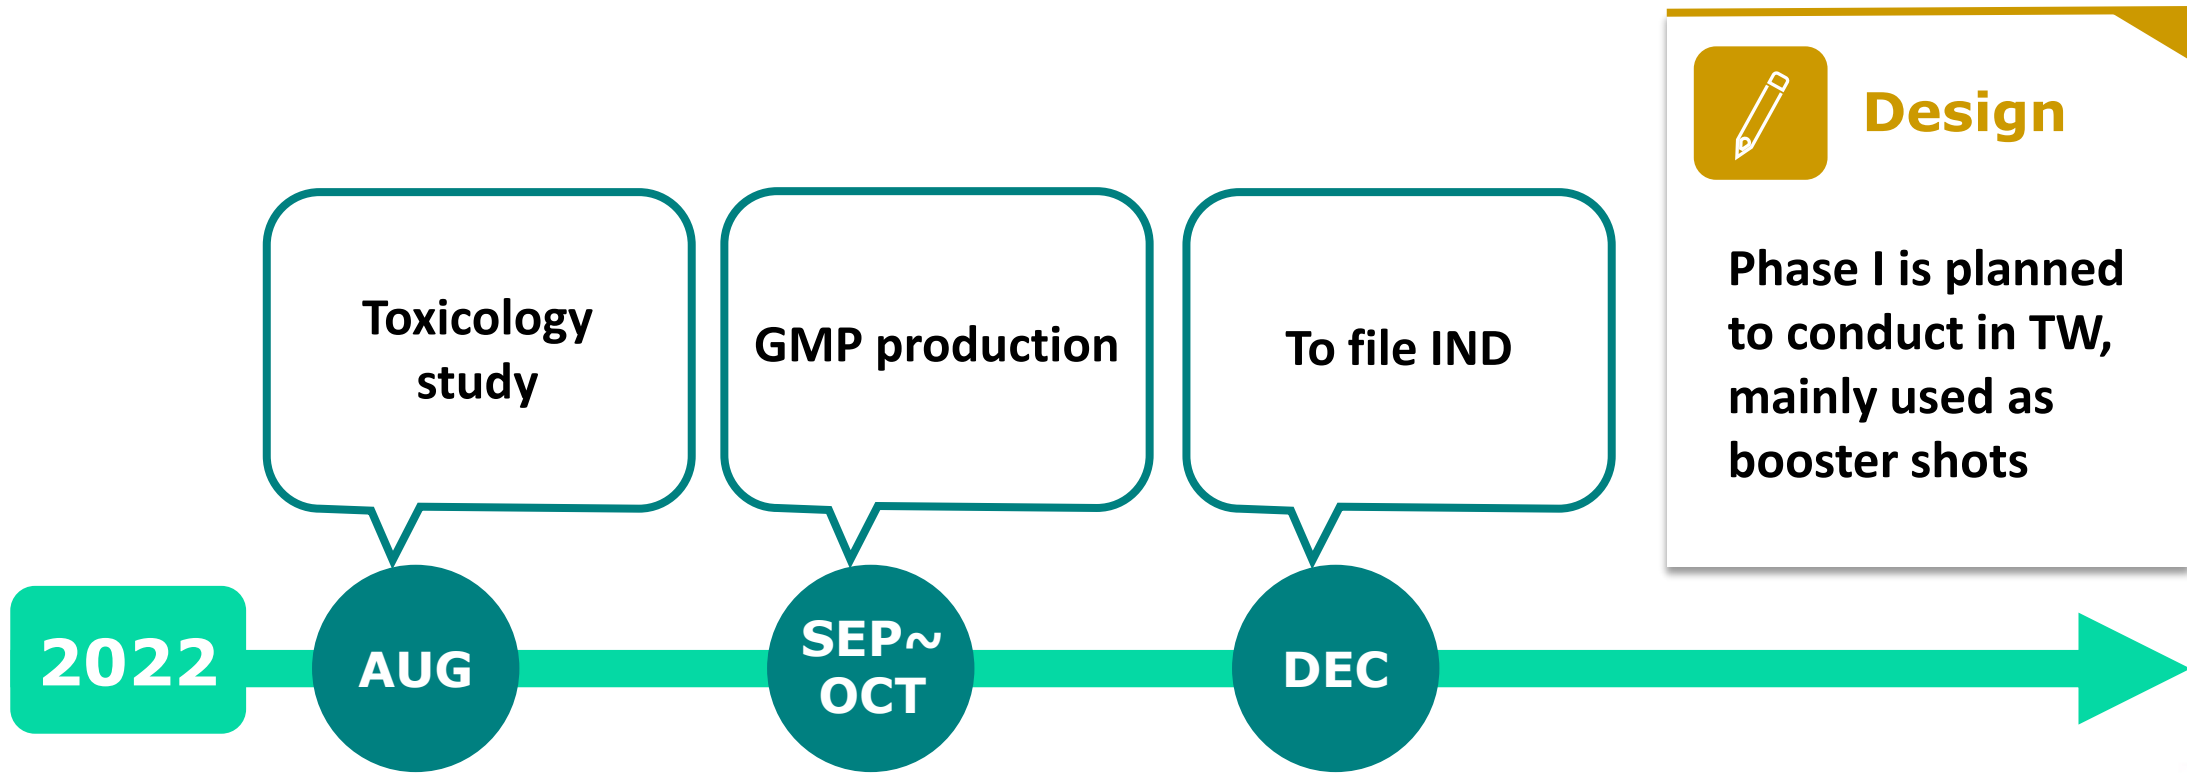 Design
Phase I is planned
to conduct in TW,
mainly used as
booster shots
Toxicology
study
GMP production
To file IND
2022
AUG
SEP~
OCT
DEC